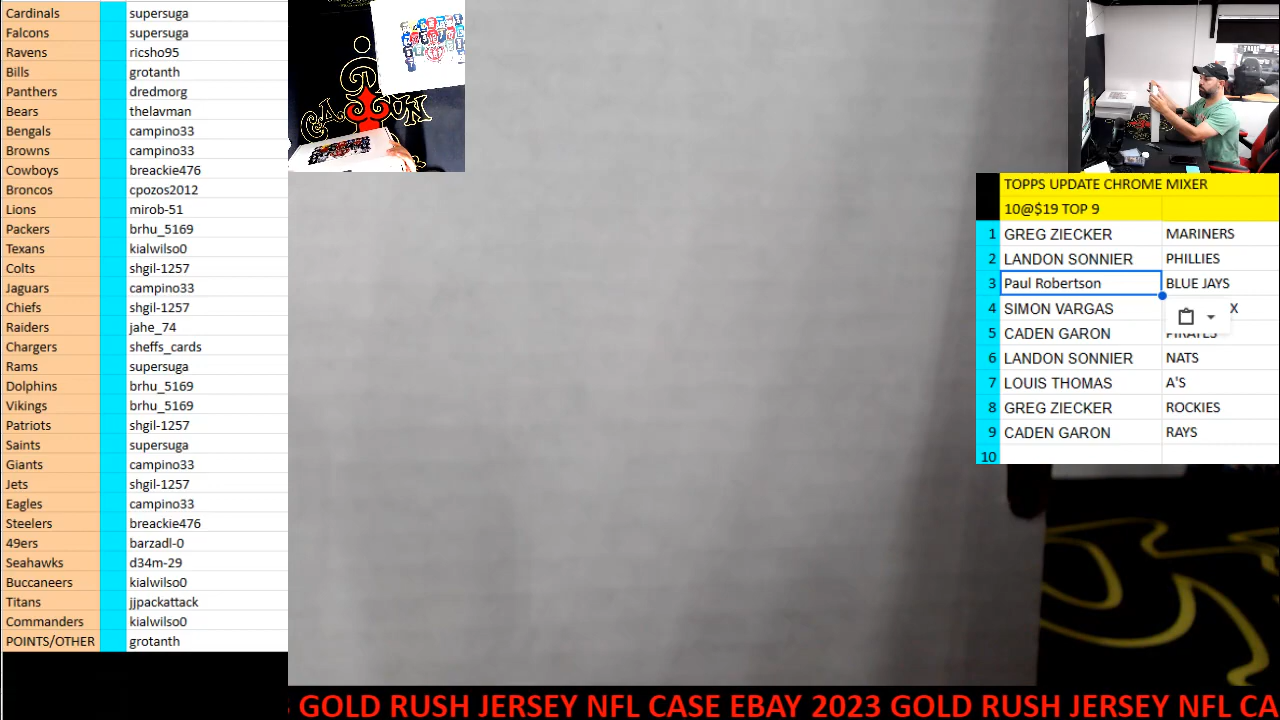 Cardinals supersuga
Falcons supersuga
Ravens ricsho95
Bills grotanth
Panthers dredmorg
Bears thelavman
Bengals campino33
Browns campino33
Cowboys breackie476
Broncos cpozos2012
Lions mirob-51
Packers brhu_5169
Texans kialwilso0
Colts shgil-1257
Jaguars campino33
Chiefs shgil-1257
Raiders jahe_74
Chargers sheffs_cards
Rams supersuga
Dolphins brhu_5169
Vikings brhu_5169
Patriots shgil-1257
Saints supersuga
Giants campino33
Jets shgil-1257
Eagles campino33
Steelers breackie476
49ers barzadl-0
Seahawks d34m-29
Buccaneers kialwilso0
Titans jjpackattack
Commanders kialwilso0
POINTS/OTHER grotanth
TOPPS UPDATE CHROME MIXER
10@$19 TOP 9
1 GREG ZIECKER MARINERS
2 LANDON SONNIER PHILLIES
3 Paul Robertson BLUE JAYS
4 SIMON VARGAS X
5 CADEN GARON PIRATES
6 LANDON SONNIER NATS
7 LOUIS THOMAS A'S
8 GREG ZIECKER ROCKIES
9 CADEN GARON RAYS
10
GOLD RUSH JERSEY NFL CASE EBAY 2023 GOLD RUSH JERSEY NFL CA